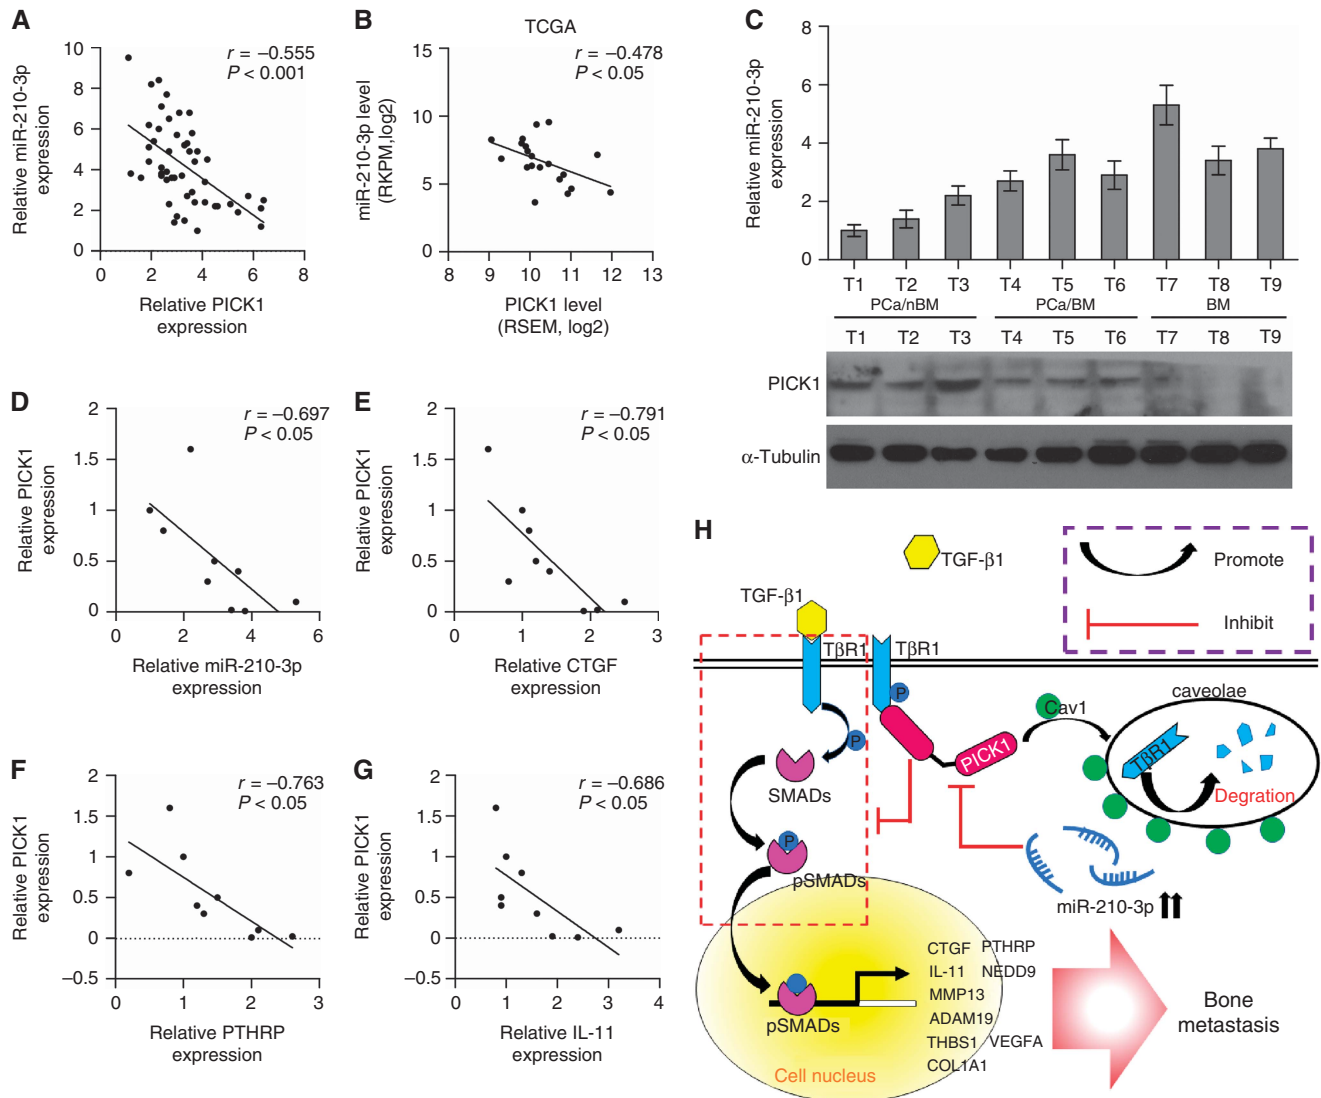 A
r = −0.555
P < 0.001
Relative miR-210-3p
expression
10
8
6
4
2
0
0 2 4 6 8
Relative PICK1
expression
B
TCGA
r = −0.478
P < 0.05
miR-210-3p level
(RKPM,log2)
15
10
5
0
8 9 10 11 12 13
PICK1 level
(RSEM, log2)
C
Relative miR-210-3p
expression
8
6
4
2
0
T1 T2 T3 T4 T5 T6 T7 T8 T9
PCa/nBM PCa/BM BM
T1 T2 T3 T4 T5 T6 T7 T8 T9
PICK1
α-Tubulin
D
r = −0.697
P < 0.05
Relative PICK1
expression
2
1.5
1
0.5
0
0 2 4 6
Relative miR-210-3p
expression
E
r = −0.791
P < 0.05
Relative PICK1
expression
2
1.5
1
0.5
0
0 1 2 3
Relative CTGF
expression
F
r = −0.763
P < 0.05
Relative PICK1
expression
2
1.5
1
0.5
0
−0.5
0 1 2 3
Relative PTHRP
expression
G
r = −0.686
P < 0.05
Relative PICK1
expression
2
1.5
1
0.5
0
−0.5
0 1 2 3 4
Relative IL-11
expression
H
TGF-β1
Promote
Inhibit
TGF-β1
TβR1 TβR1
P
P
Cav1
caveolae
PICK1
TβR1
Degration
SMADs
P
pSMADs
miR-210-3p
CTGF PTHRP
IL-11 NEDD9
MMP13
ADAM19
THBS1 VEGFA
COL1A1
pSMADs
Cell nucleus
Bone
metastasis